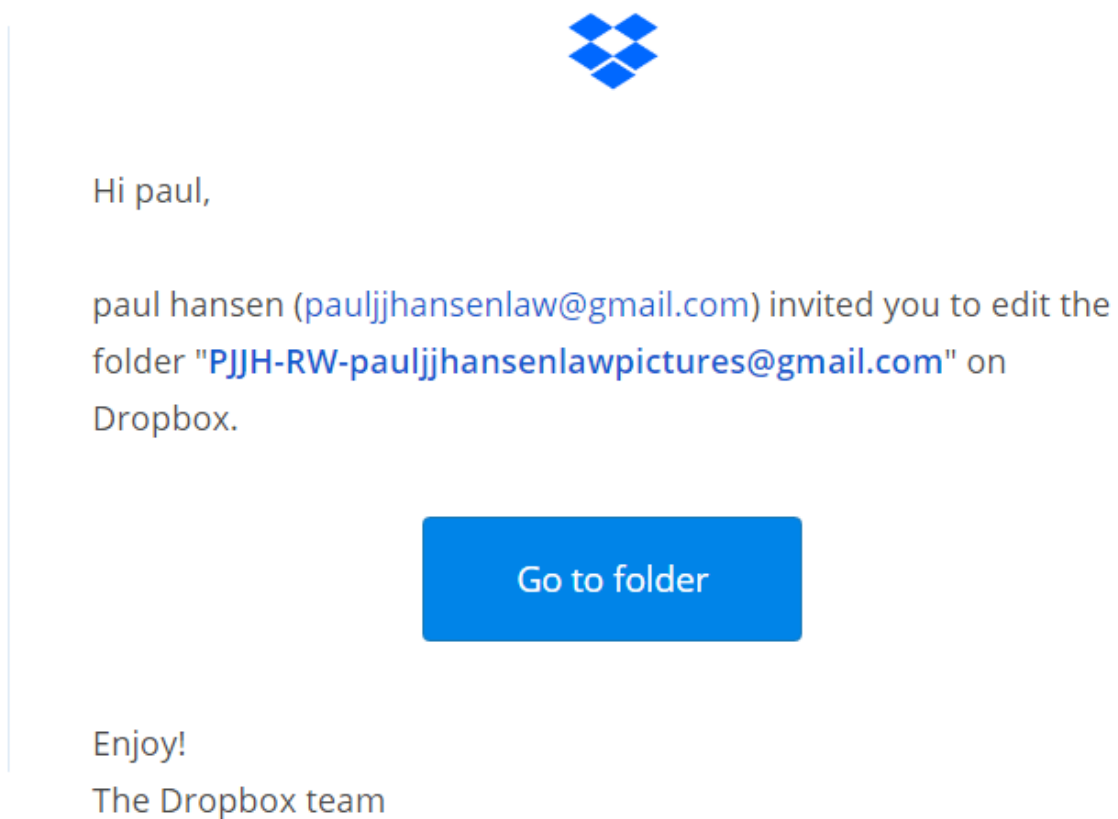 Hi paul,
paul hansen (pauljjhansenlaw@gmail.com) invited you to edit the
folder "PJJH-RW-pauljjhansenlawpictures@gmail.com" on
Dropbox.
Go to folder
Enjoy!
The Dropbox team